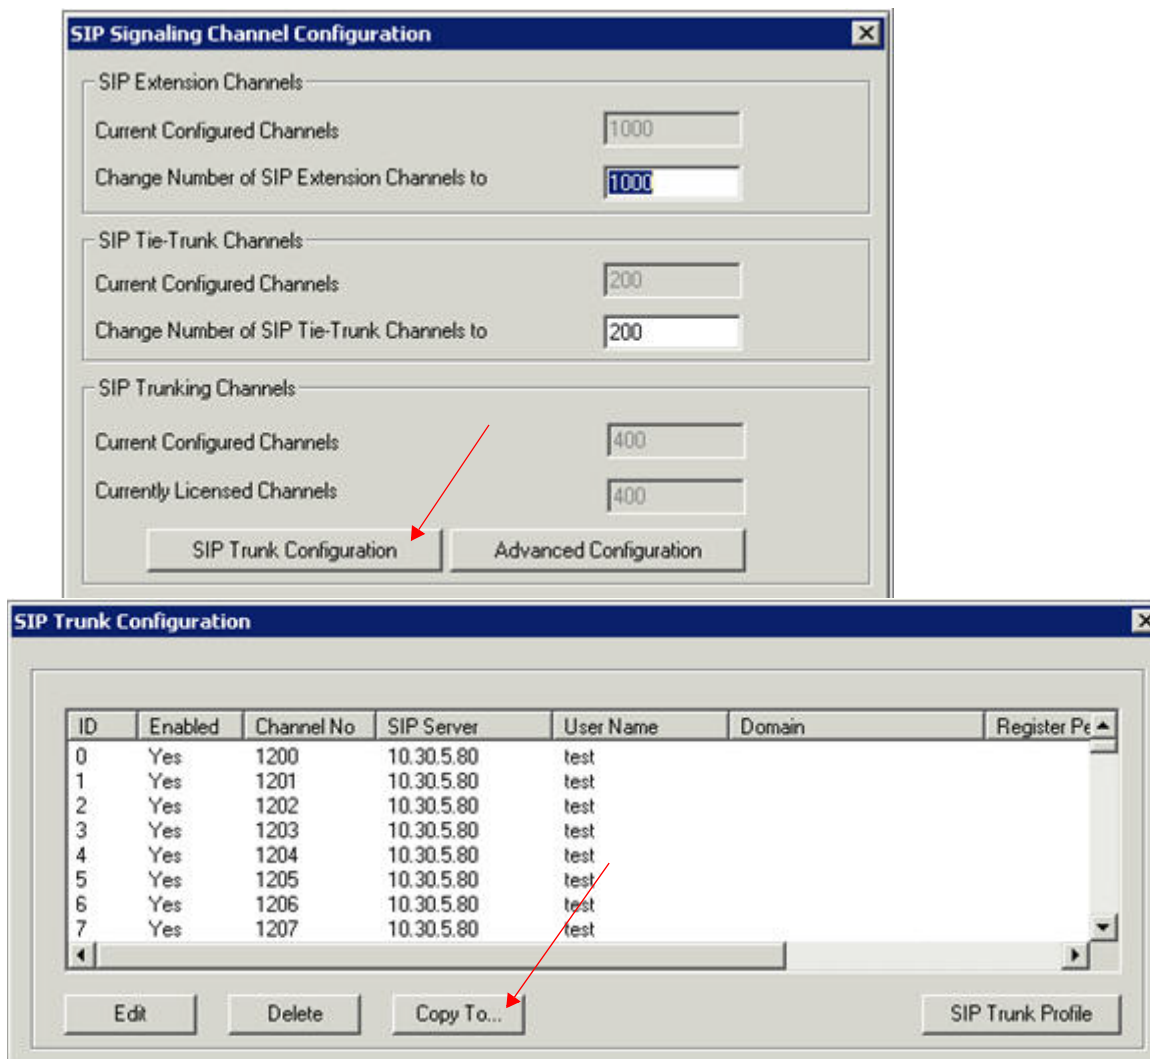 SIP Signaling Channel Configuration
SIP Extension Channels
Current Configured Channels 1000
Change Number of SIP Extension Channels to 1000
SIP Tie-Trunk Channels
Current Configured Channels 200
Change Number of SIP Tie-Trunk Channels to 200
SIP Trunking Channels
Current Configured Channels 400
Currently Licensed Channels 400
SIP Trunk Configuration Advanced Configuration
SIP Trunk Configuration
ID Enabled Channel No SIP Server User Name Domain Register Pe
0 Yes 1200 10.30.5.80 test
1 Yes 1201 10.30.5.80 test
2 Yes 1202 10.30.5.80 test
3 Yes 1203 10.30.5.80 test
4 Yes 1204 10.30.5.80 test
5 Yes 1205 10.30.5.80 test
6 Yes 1206 10.30.5.80 test
7 Yes 1207 10.30.5.80 test
Edit Delete Copy To... SIP Trunk Profile